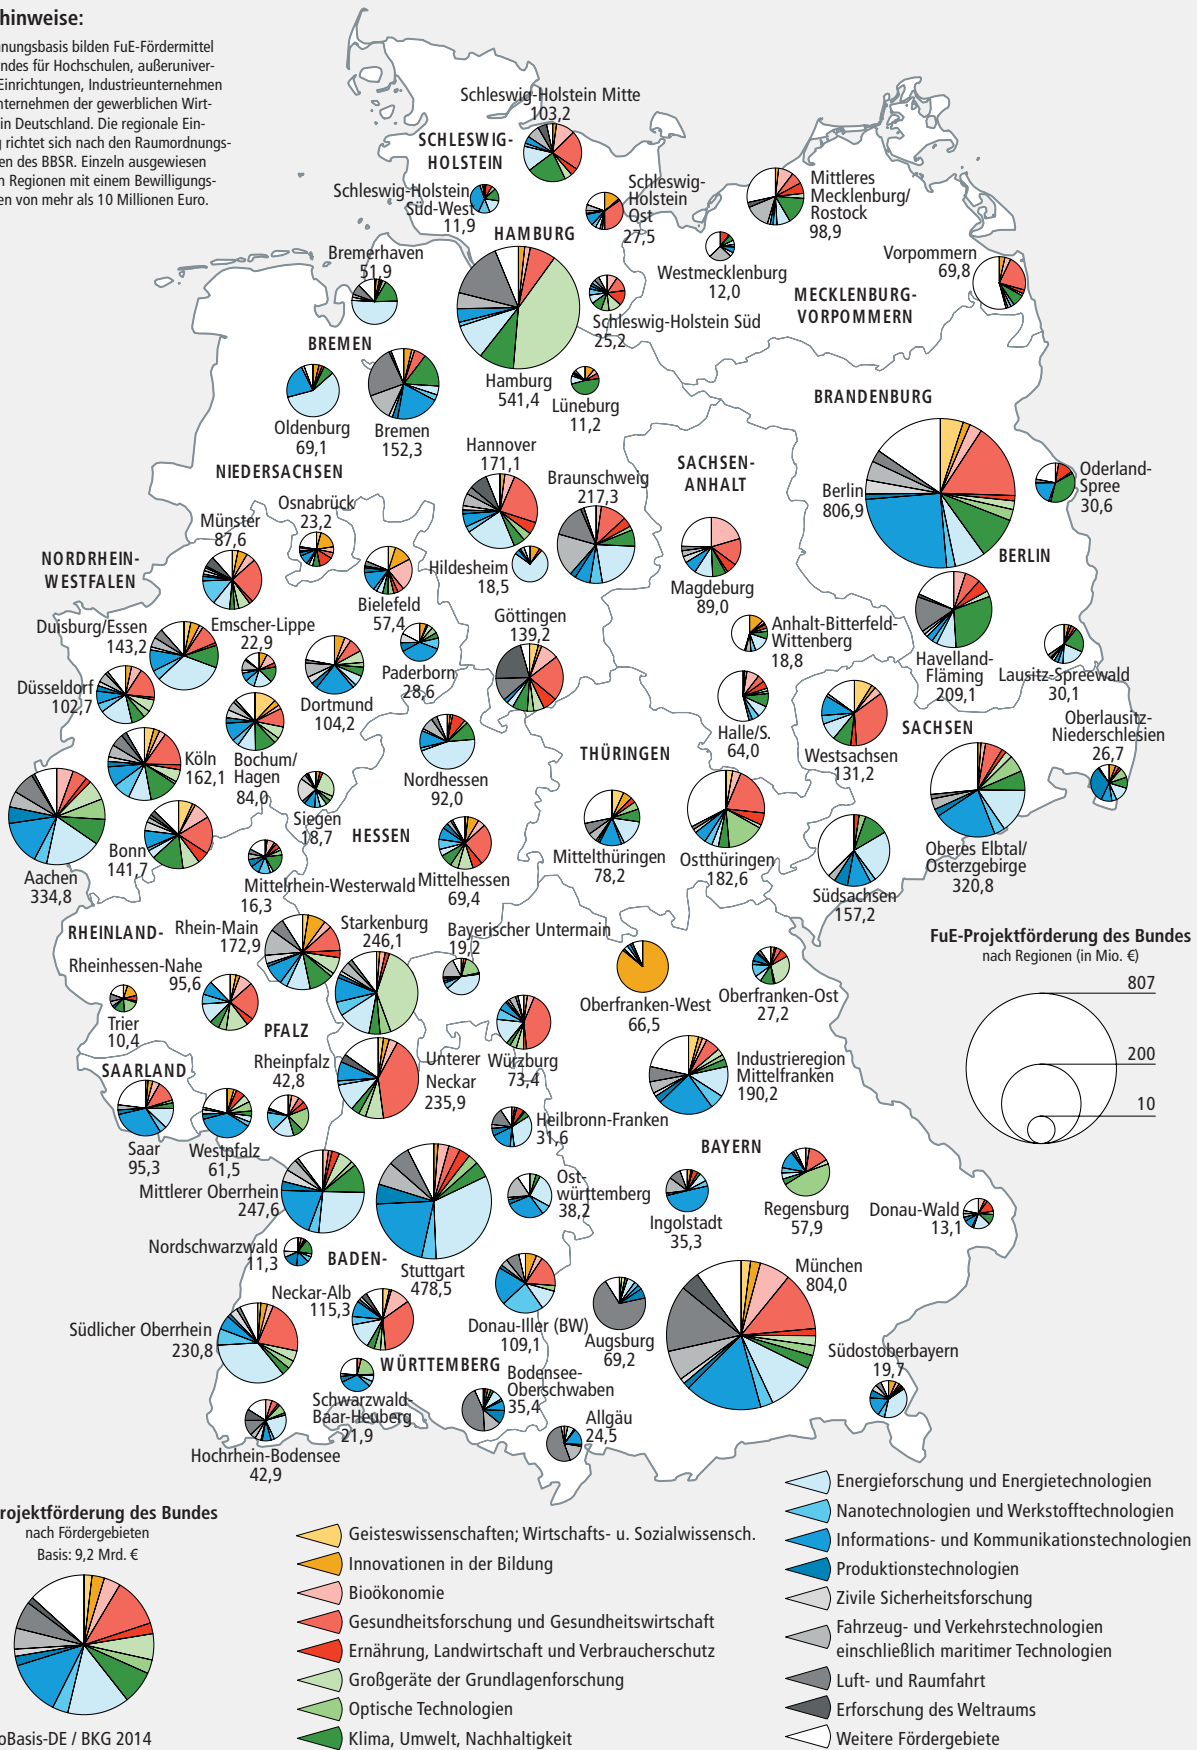 hinweise:
nungsbasis bilden FuE-Fördermittel
ndes für Hochschulen, außeruniver-
Einrichtungen, Industrieunternehmen
nternehmen der gewerblichen Wirt-
in Deutschland. Die regionale Ein-
g richtet sich nach den Raumordnungs-
en des BBSR. Einzeln ausgewiesen
n Regionen mit einem Bewilligungs-
en von mehr als 10 Millionen Euro.
Schleswig-Holstein Mitte
103,2
SCHLESWIG-
HOLSTEIN
Schleswig-Holstein
Süd-West
11,9
Schleswig-
Holstein
Ost
27,5
Mittleres
Mecklenburg/
Rostock
98,9
HAMBURG
Westmecklenburg
12,0
Vorpommern
69,8
MECKLENBURG-
VORPOMMERN
Bremerhaven
51,9
Schleswig-Holstein Süd
25,2
BREMEN
Hamburg
541,4
Lüneburg
11,2
Oldenburg
69,1
Bremen
152,3
BRANDENBURG
NIEDERSACHSEN
Hannover
171,1
Braunschweig
217,3
SACHSEN-
ANHALT
Berlin
806,9
Oderland-
Spree
30,6
BERLIN
Osnabrück
23,2
Münster
87,6
NORDRHEIN-
WESTFALEN
Bielefeld
57,4
Hildesheim
18,5
Magdeburg
89,0
Göttingen
139,2
Anhalt-Bitterfeld-
Wittenberg
18,8
Havelland-
Fläming
209,1
Lausitz-Spreewald
30,1
Duisburg/Essen
143,2
Emscher-Lippe
22,9
Paderborn
28,6
Düsseldorf
102,7
Dortmund
104,2
Halle/S.
64,0
Westsachsen
131,2
SACHSEN
Oberlausitz-
Niederschlesien
26,7
Köln
162,1
Bochum/
Hagen
84,0
Nordhessen
92,0
THÜRINGEN
Siegen
18,7
HESSEN
Aachen
334,8
Bonn
141,7
Mittelrhein-Westerwald
16,3
Mittelhessen
69,4
Mittelthüringen
78,2
Ostthüringen
182,6
Südsachsen
157,2
Oberes Elbtal/
Osterzgebirge
320,8
RHEINLAND-
PFALZ
Rhein-Main
172,9
Starkenburg
246,1
Bayerischer Untermain
19,2
Rheinhessen-Nahe
95,6
Trier
10,4
Oberfranken-West
66,5
Oberfranken-Ost
27,2
FuE-Projektförderung des Bundes
nach Regionen (in Mio. €)
807
200
10
SAARLAND
Rheinpfalz
42,8
Unterer
Neckar
235,9
Würzburg
73,4
Industrieregion
Mittelfranken
190,2
Saar
95,3
Westpfalz
61,5
Heilbronn-Franken
31,6
BAYERN
Mittlerer Oberrhein
247,6
Ost-
württemberg
38,2
Ingolstadt
35,3
Regensburg
57,9
Donau-Wald
13,1
Nordschwarzwald
11,3
BADEN-
WÜRTTEMBERG
Stuttgart
478,5
Neckar-Alb
115,3
Donau-Iller (BW)
109,1
Augsburg
69,2
München
804,0
Südlicher Oberrhein
230,8
Südostoberbayern
19,7
Schwarzwald-
Baar-Heuberg
21,9
Bodensee-
Oberschwaben
35,4
Allgäu
24,5
Hochrhein-Bodensee
42,9
rojektförderung des Bundes
nach Fördergebieten
Basis: 9,2 Mrd. €
Geisteswissenschaften; Wirtschafts- u. Sozialwissensch.
Innovationen in der Bildung
Bioökonomie
Gesundheitsforschung und Gesundheitswirtschaft
Ernährung, Landwirtschaft und Verbraucherschutz
Großgeräte der Grundlagenforschung
Optische Technologien
Klima, Umwelt, Nachhaltigkeit
Energieforschung und Energietechnologien
Nanotechnologien und Werkstofftechnologien
Informations- und Kommunikationstechnologien
Produktionstechnologien
Zivile Sicherheitsforschung
Fahrzeug- und Verkehrstechnologien
einschließlich maritimer Technologien
Luft- und Raumfahrt
Erforschung des Weltraums
Weitere Fördergebiete
oBasis-DE / BKG 2014